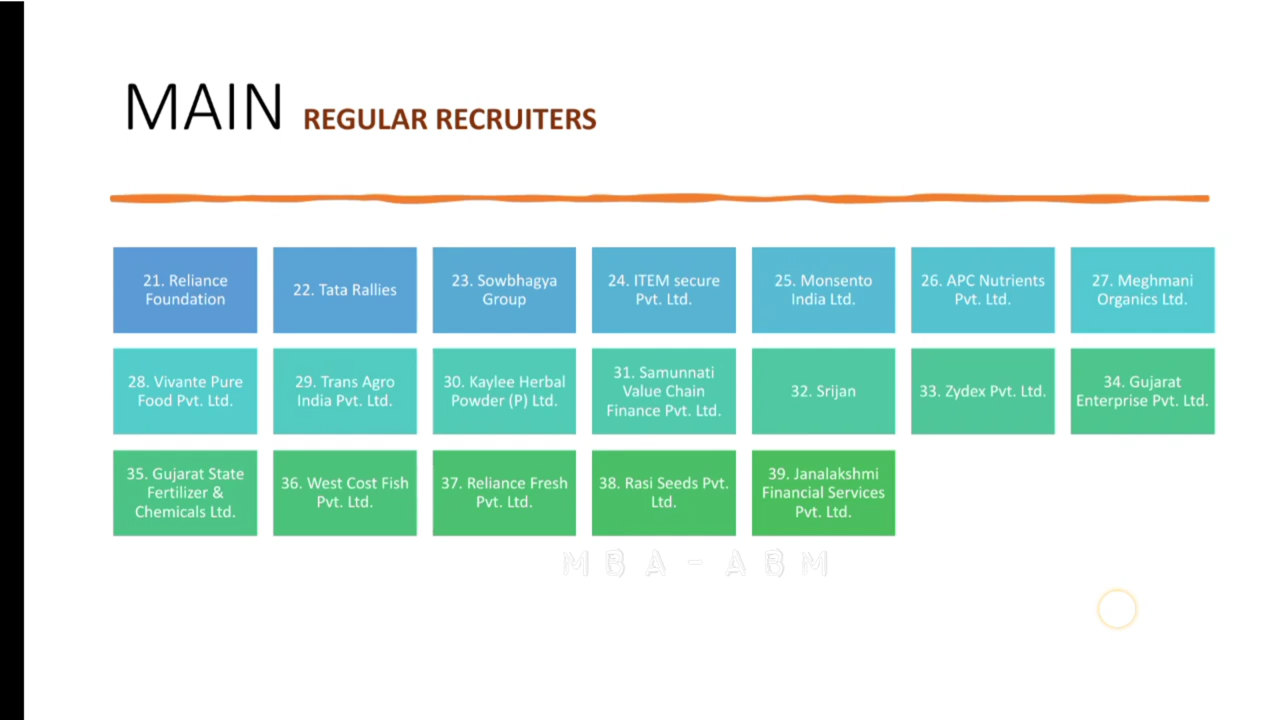 MAIN REGULAR RECRUITERS
21. Reliance
Foundation
22. Tata Rallies
23. Sowbhagya
Group
24. ITEM secure
Pvt. Ltd.
25. Monsento
India Ltd.
26. APC Nutrients
Pvt. Ltd.
27. Meghmani
Organics Ltd.
28. Vivante Pure
Food Pvt. Ltd.
29. Trans Agro
India Pvt. Ltd.
30. Kaylee Herbal
Powder (P) Ltd.
31. Samunnati
Value Chain
Finance Pvt. Ltd.
32. Srijan
33. Zydex Pvt. Ltd.
34. Gujarat
Enterprise Pvt. Ltd.
35. Gujarat State
Fertilizer &
Chemicals Ltd.
36. West Cost Fish
Pvt. Ltd.
37. Reliance Fresh
Pvt. Ltd.
38. Rasi Seeds Pvt.
Ltd.
39. Janalakshmi
Financial Services
Pvt. Ltd.
MBA-ABM